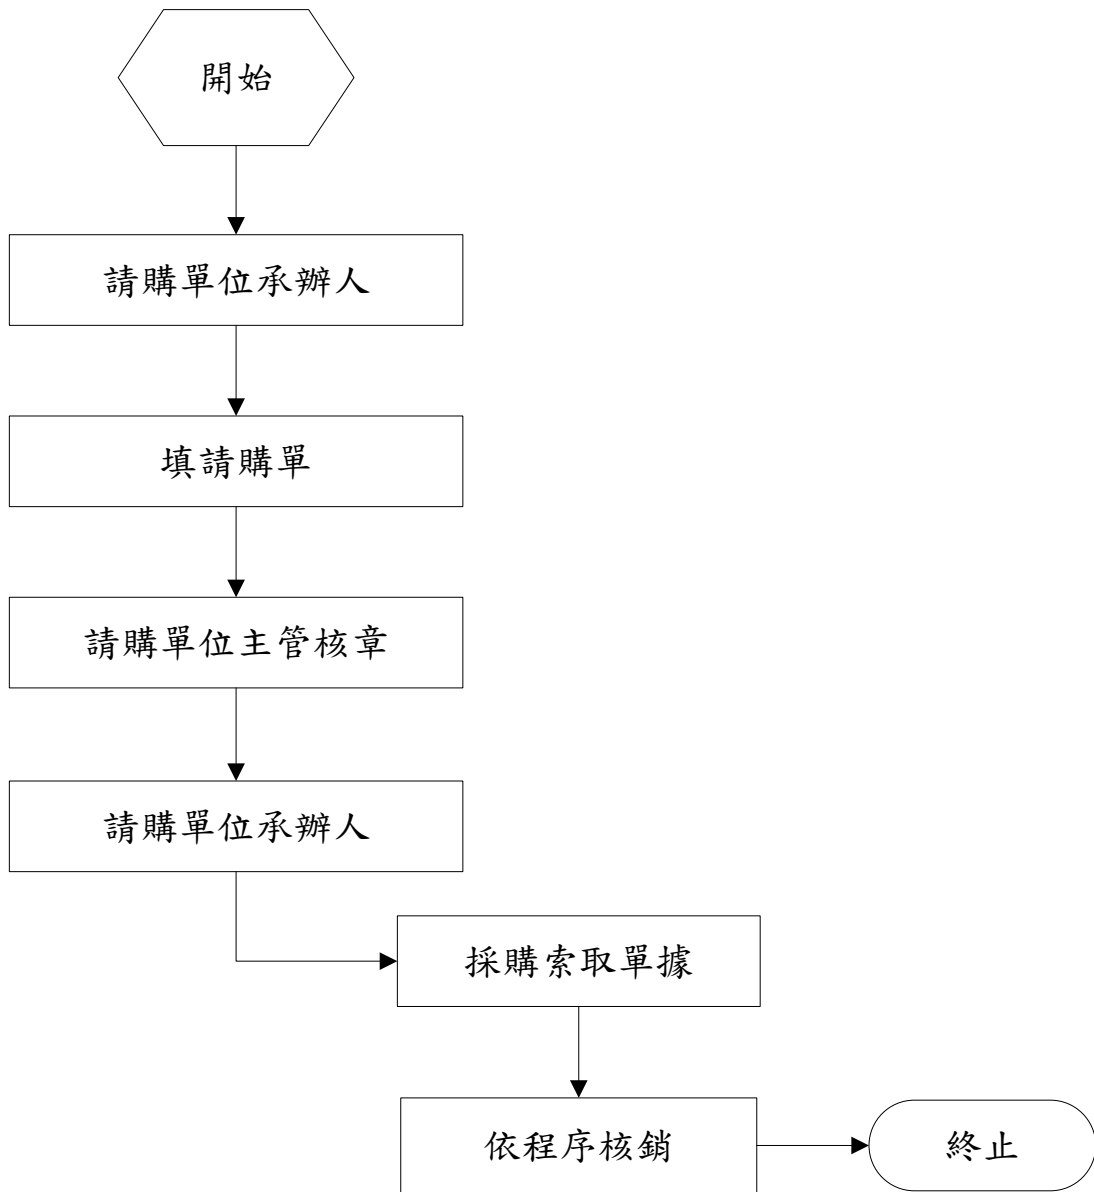 開始
請購單位承辦人
填請購單
請購單位主管核章
請購單位承辦人
採購索取單據
依程序核銷
終止